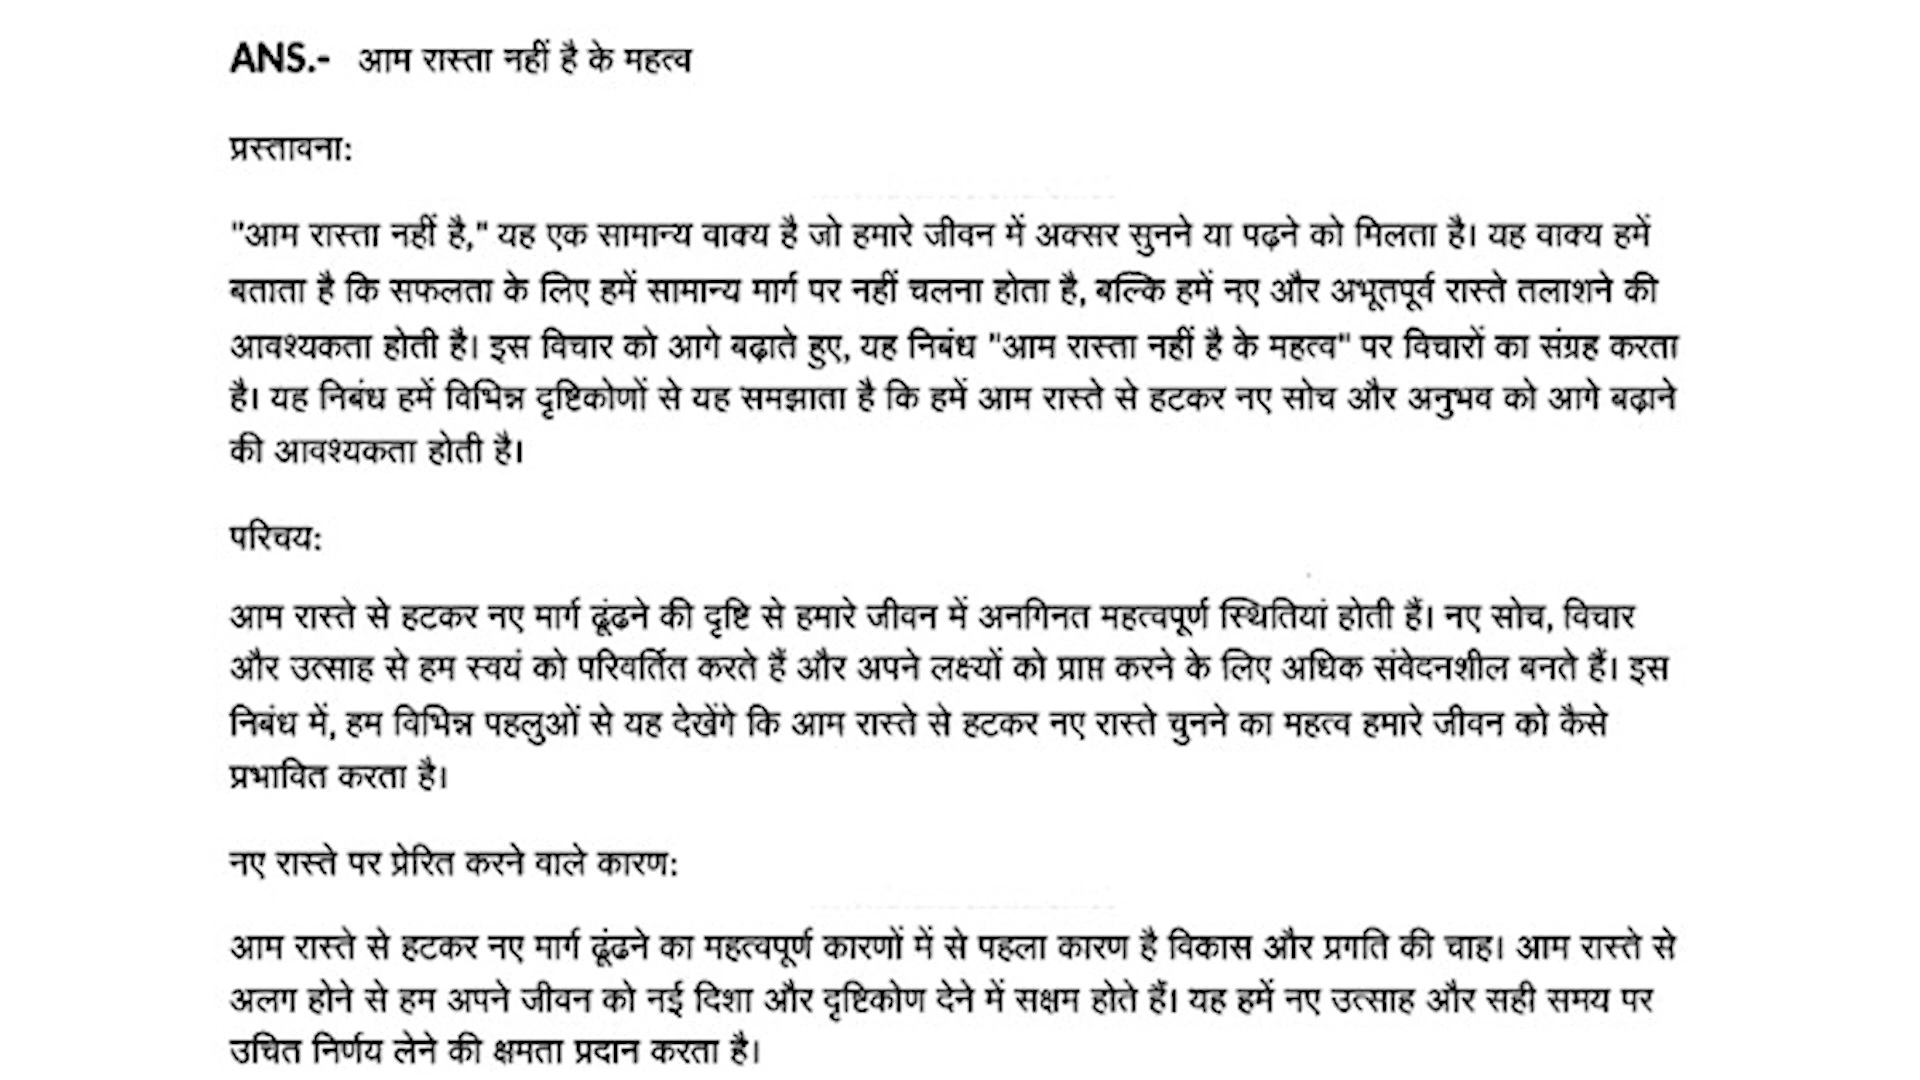 ANS.- आम रास्ता नहीं है के महत्व
प्रस्तावना:
"आम रास्ता नहीं है," यह एक सामान्य वाक्य है जो हमारे जीवन में अक्सर सुनने या पढ़ने को मिलता है। यह वाक्य हमें
बताता है कि सफलता के लिए हमें सामान्य मार्ग पर नहीं चलना होता है, बल्कि हमें नए और अभूतपूर्व रास्ते तलाशने की
आवश्यकता होती है। इस विचार को आगे बढ़ाते हुए, यह निबंध "आम रास्ता नहीं है के महत्व" पर विचारों का संग्रह करता
है। यह निबंध हमें विभिन्न दृष्टिकोणों से यह समझाता है कि हमें आम रास्ते से हटकर नए सोच और अनुभव को आगे बढ़ाने
की आवश्यकता होती है।
परिचय:
आम रास्ते से हटकर नए मार्ग ढूंढने की दृष्टि से हमारे जीवन में अनगिनत महत्वपूर्ण स्थितियां होती हैं। नए सोच, विचार
और उत्साह से हम स्वयं को परिवर्तित करते हैं और अपने लक्ष्यों को प्राप्त करने के लिए अधिक संवेदनशील बनते हैं। इस
निबंध में, हम विभिन्न पहलुओं से यह देखेंगे कि आम रास्ते से हटकर नए रास्ते चुनने का महत्व हमारे जीवन को कैसे
प्रभावित करता है।
नए रास्ते पर प्रेरित करने वाले कारण:
आम रास्ते से हटकर नए मार्ग ढूंढने का महत्वपूर्ण कारणों में से पहला कारण है विकास और प्रगति की चाह। आम रास्ते से
अलग होने से हम अपने जीवन को नई दिशा और दृष्टिकोण देने में सक्षम होते हैं। यह हमें नए उत्साह और सही समय पर
उचित निर्णय लेने की क्षमता प्रदान करता है।